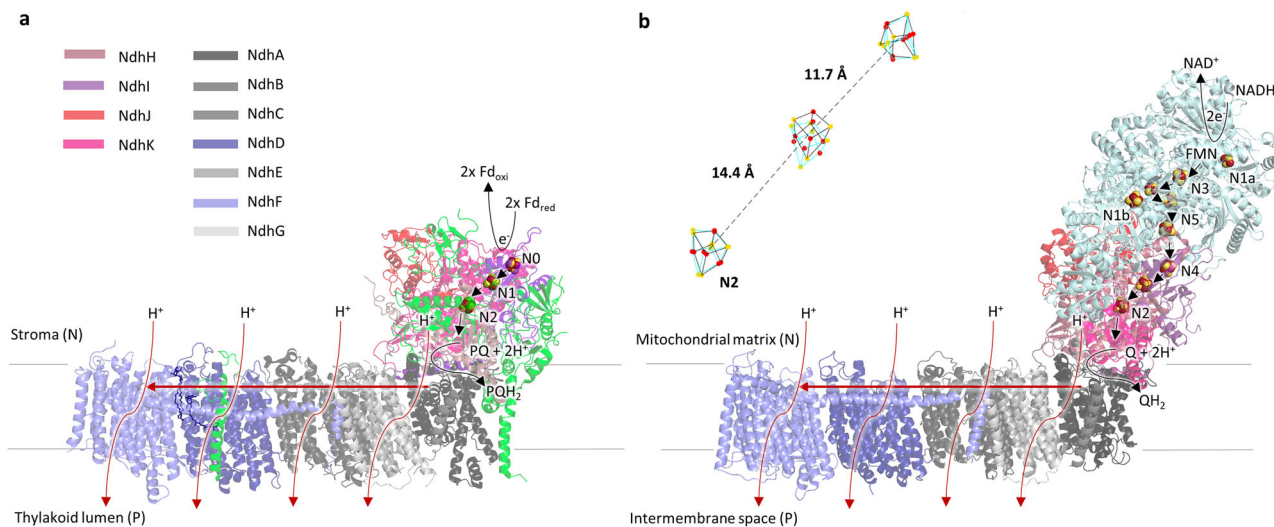 a
NdhH
NdhI
NdhJ
NdhK
NdhA
NdhB
NdhC
NdhD
NdhE
NdhF
NdhG
2x Fdoxi
2x Fdred
e-
N0
N1
N2
H+
H+
H+
H+
Stroma (N)
PQ + 2H+
PQH2
Thylakoid lumen (P)
b
11.7 Å
14.4 Å
N2
NAD+
NADH
2e-
FMN
N1a
N3
N1b
N5
N4
N2
H+
H+
H+
H+
Mitochondrial matrix (N)
Q + 2H+
QH2
Intermembrane space (P)